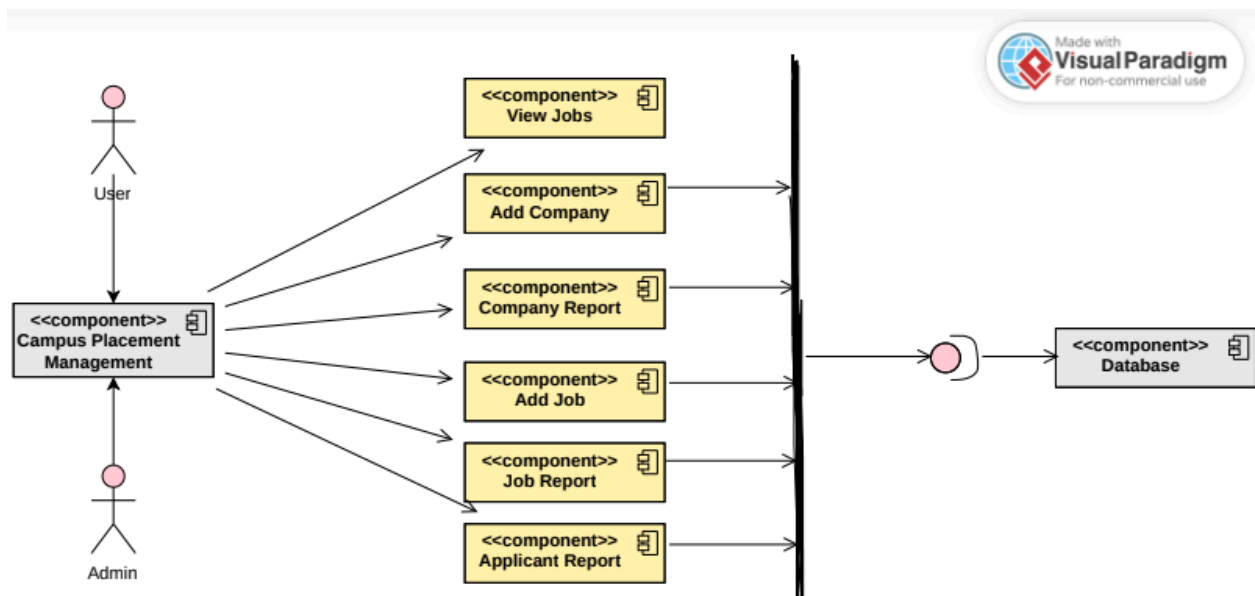 Made with
Visual Paradigm
For non-commercial use
User
<<component>>
Campus Placement
Management
Admin
<<component>>
View Jobs
<<component>>
Add Company
<<component>>
Company Report
<<component>>
Add Job
<<component>>
Job Report
<<component>>
Applicant Report
<<component>>
Database